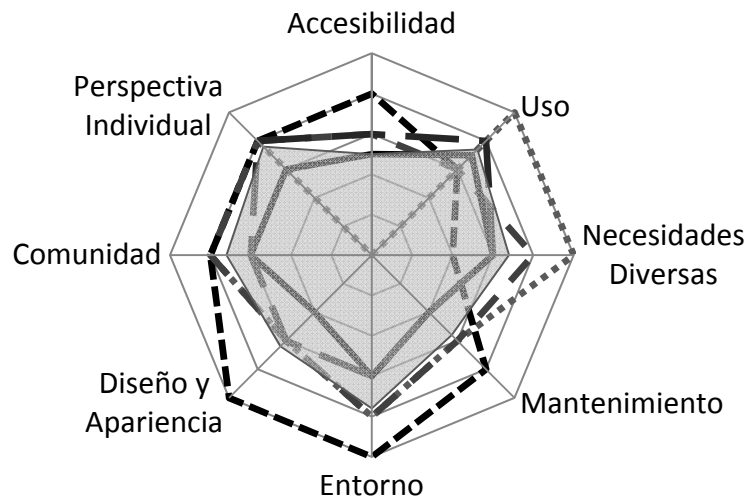 Accesibilidad
Perspectiva
Individual
Uso
Comunidad
Necesidades
Diversas
Diseño y
Apariencia
Mantenimiento
Entorno